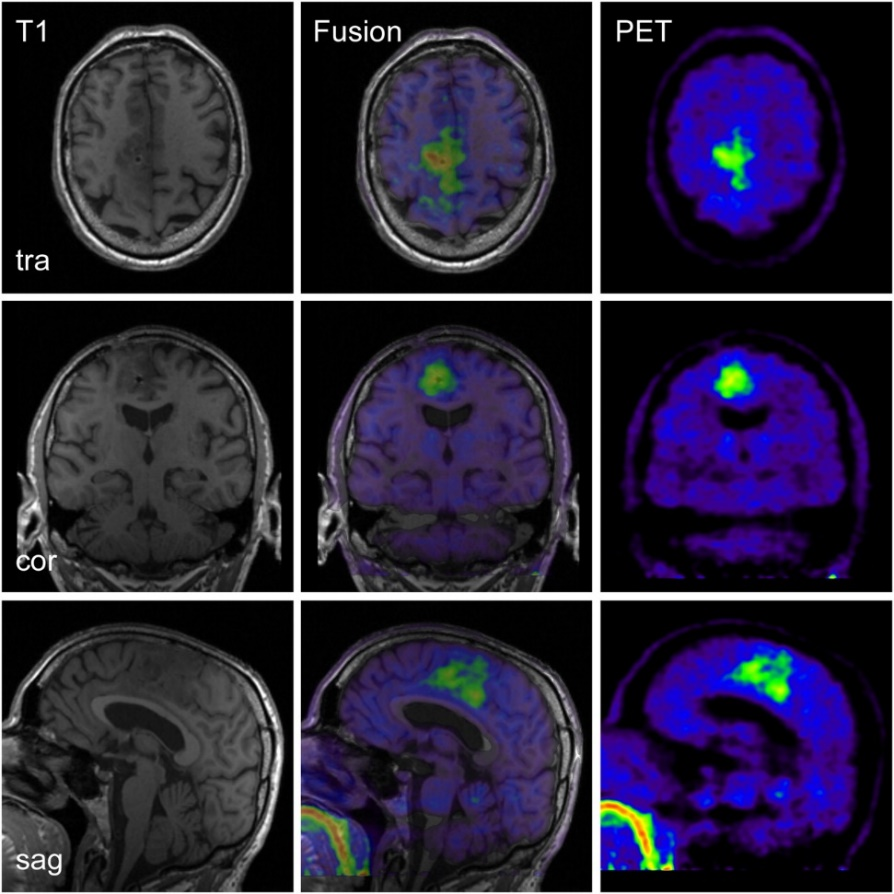 T1
Fusion
PET
tra
cor
sag